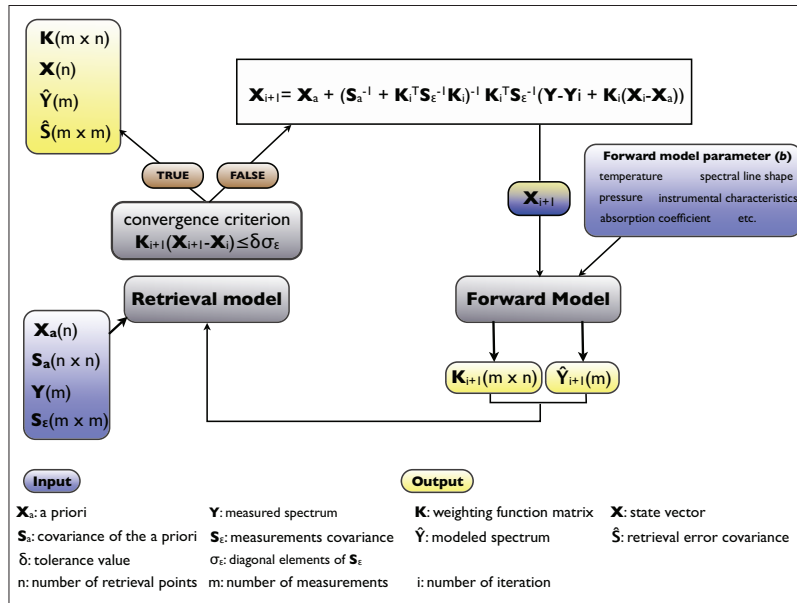 K(m x n)
X(n)
Ŷ(m)
Ŝ(m x m)
Xᵢ₊₁= Xₐ + (Sₐ⁻¹ + KᵢᵀSε⁻¹Kᵢ)⁻¹ KᵢᵀSε⁻¹(Y-Yi + Kᵢ(Xᵢ-Xₐ))
TRUE
FALSE
convergence criterion
Kᵢ₊₁(Xᵢ₊₁-Xᵢ)≤δσε
Xᵢ₊₁
Forward model parameter (b)
temperature spectral line shape
pressure instrumental characteristics
absorption coefficient etc.
Retrieval model
Forward Model
Xₐ(n)
Sₐ(n x n)
Y(m)
Sε(m x m)
Kᵢ₊₁(m x n)
Ŷᵢ₊₁(m)
Input
Xₐ: a priori
Y: measured spectrum
Sₐ: covariance of the a priori
Sε: measurements covariance
δ: tolerance value
σε: diagonal elements of Sε
n: number of retrieval points
m: number of measurements
Output
K: weighting function matrix
X: state vector
Ŷ: modeled spectrum
Ŝ: retrieval error covariance
i: number of iteration